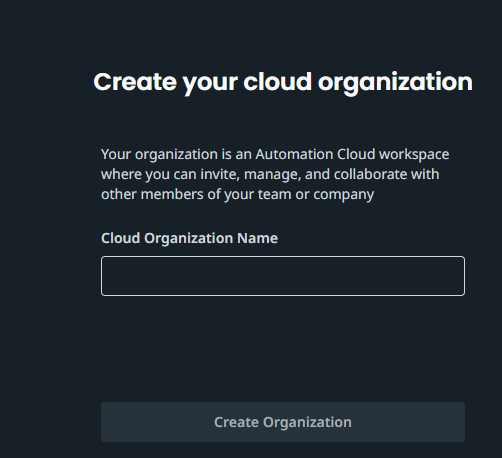 Create your cloud organization
Your organization is an Automation Cloud workspace
where you can invite, manage, and collaborate with
other members of your team or company
Cloud Organization Name
Create Organization